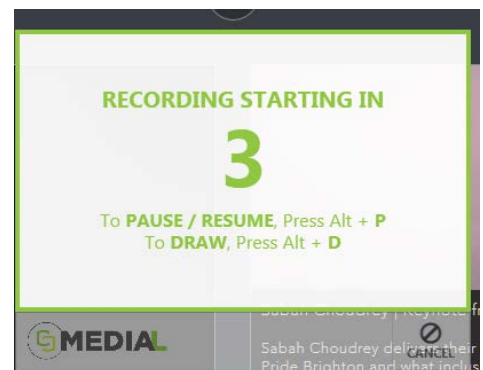 RECORDING STARTING IN
3
To PAUSE / RESUME, Press Alt + P
To DRAW, Press Alt + D
Sabah Choudrey | Keynote fr
MEDIAL
Sabah Choudrey delivers their
CANCEL
Pride Brighton and what inclus